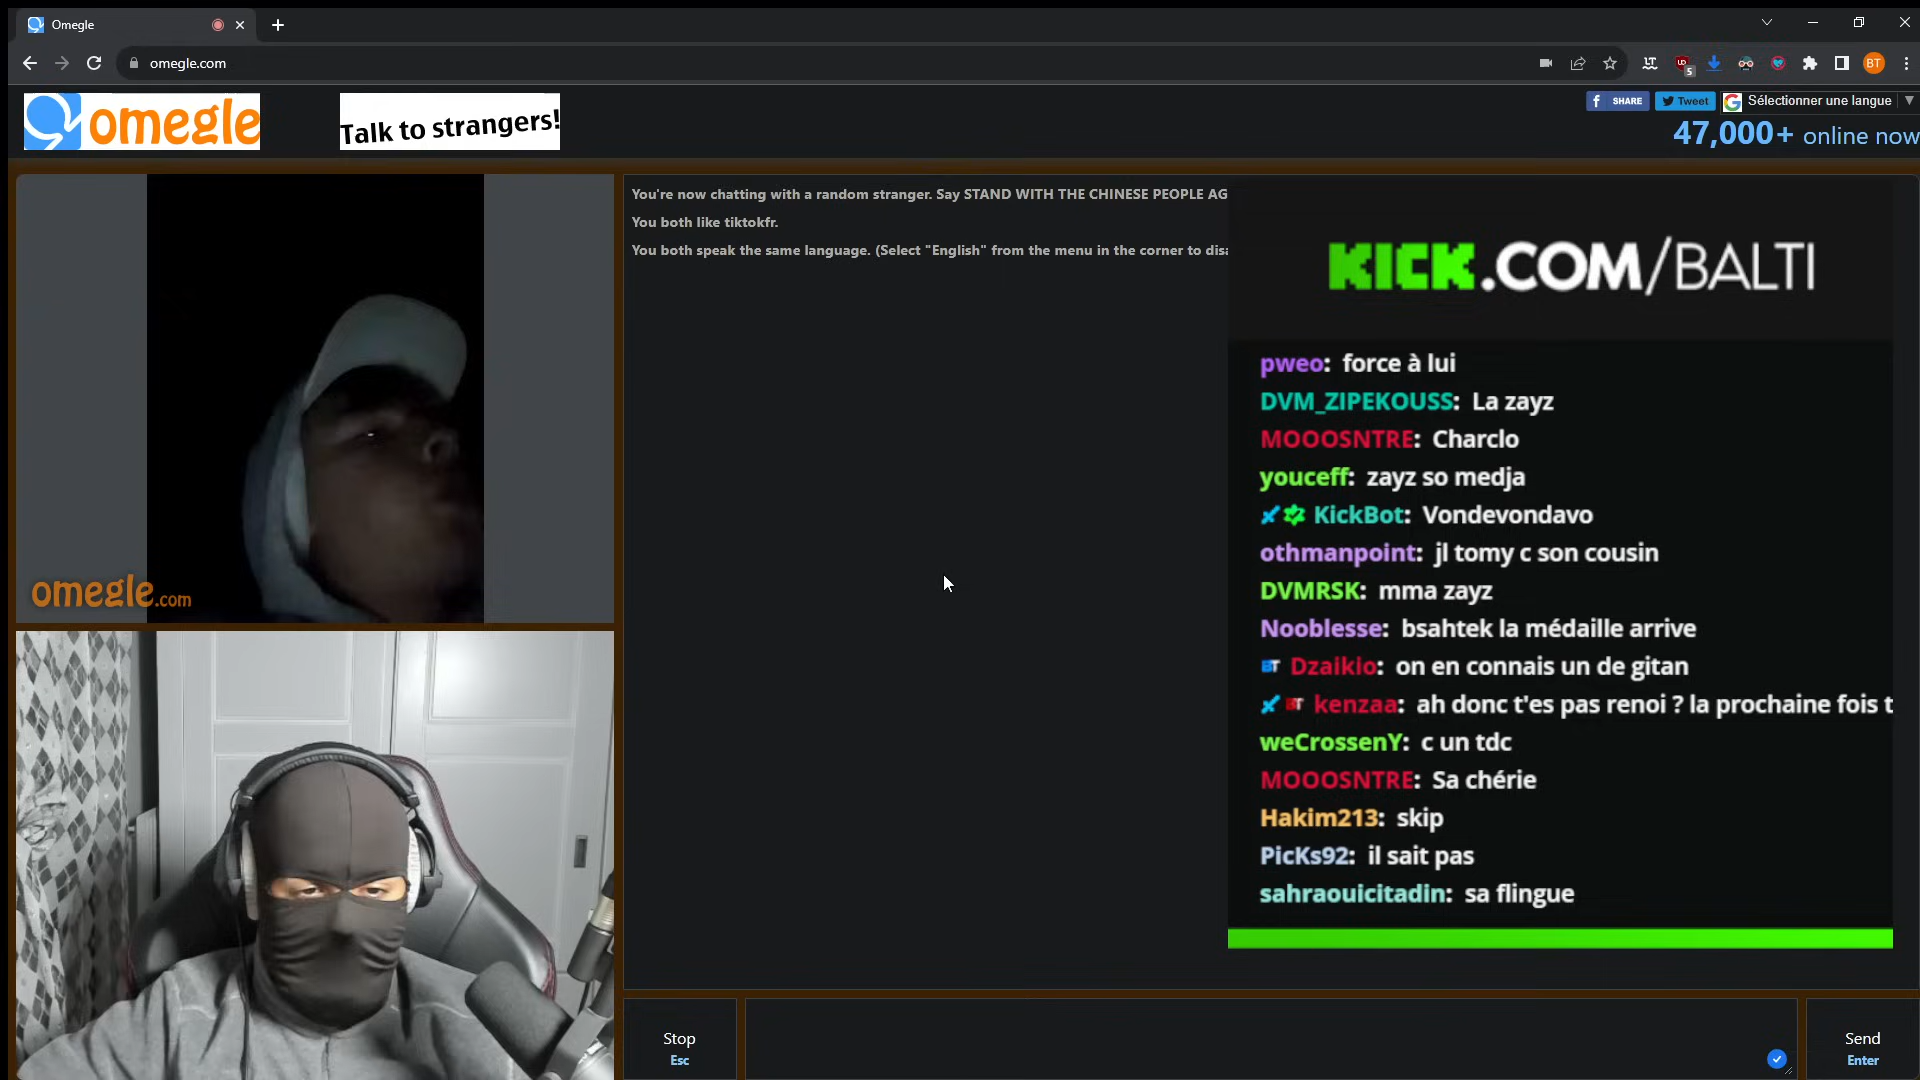 Omegle
omegle.com
5
BT
omegle
Talk to strangers!
SHARE
Tweet
Sélectionner une langue
47,000+ online now
You're now chatting with a random stranger. Say STAND WITH THE CHINESE PEOPLE AG
You both like tiktokfr.
You both speak the same language. (Select "English" from the menu in the corner to disa
KICK.COM/BALTI
pweo: force à lui
DVM_ZIPEKOUSS: La zayz
MOOOSNTRE: Charclo
youceff: zayz so medja
KickBot: Vondevondavo
othmanpoint: jl tomy c son cousin
DVMRSK: mma zayz
Nooblesse: bsahtek la médaille arrive
BT Dzaiklo: on en connais un de gitan
BT kenzaa: ah donc t'es pas renoi ? la prochaine fois t
weCrossenY: c un tdc
MOOOSNTRE: Sa chérie
Hakim213: skip
PicKs92: il sait pas
sahraouicitadin: sa flingue
omegle.com
Stop
Esc
Send
Enter